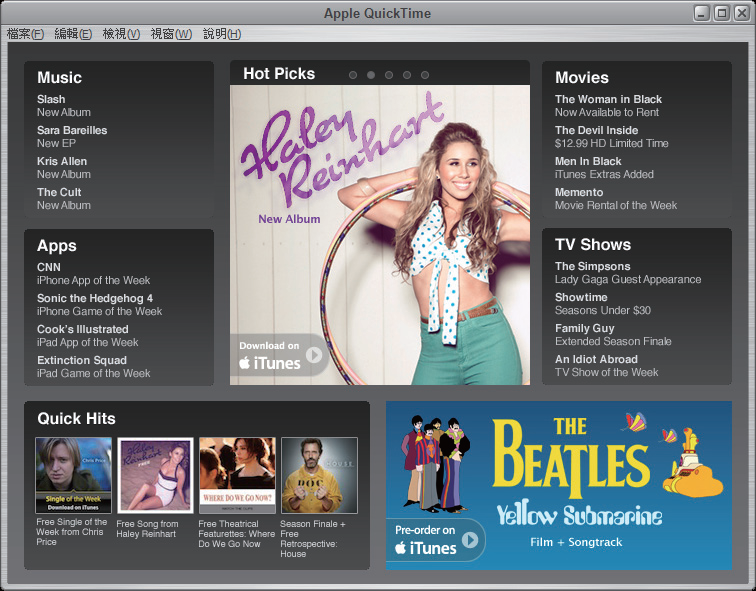 Apple QuickTime
檔案(F) 編輯(E) 檢視(V) 視窗(W) 說明(H)
Music
Slash
New Album
Sara Bareilles
New EP
Kris Allen
New Album
The Cult
New Album
Apps
CNN
iPhone App of the Week
Sonic the Hedgehog 4
iPhone Game of the Week
Cook's Illustrated
iPad App of the Week
Extinction Squad
iPad Game of the Week
Hot Picks
Haley
Reinhart
New Album
Download on
iTunes
Movies
The Woman in Black
Now Available to Rent
The Devil Inside
$12.99 HD Limited Time
Men In Black
iTunes Extras Added
Memento
Movie Rental of the Week
TV Shows
The Simpsons
Lady Gaga Guest Appearance
Showtime
Seasons Under $30
Family Guy
Extended Season Finale
An Idiot Abroad
TV Show of the Week
Quick Hits
Chris Price
Single of the Week
Download on iTunes
Free Single of the
Week from Chris
Price
Haley
Reinhart
FREE
Free Song from
Haley Reinhart
WHERE DO WE GO NOW?
WATCH THE CLIPS
Free Theatrical
Featurettes: Where
Do We Go Now
HOUSE
DOC
Season Finale +
Free
Retrospective:
House
THE
BEATLES
Yellow Submarine
Film + Songtrack
Pre-order on
iTunes